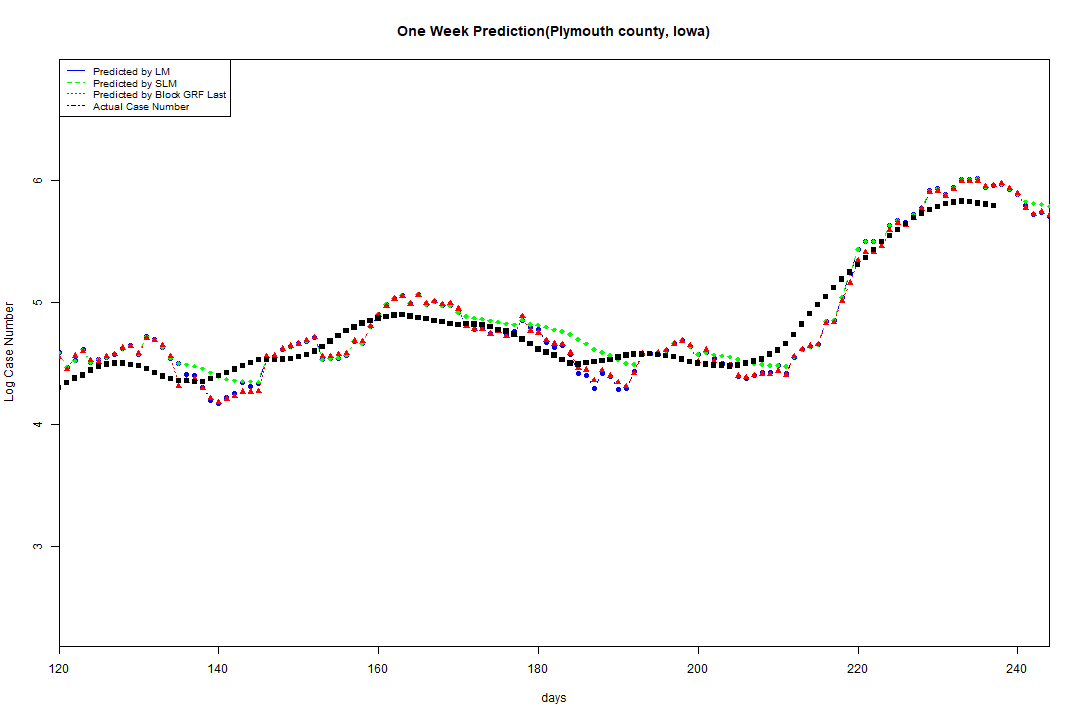 One Week Prediction(Plymouth county, Iowa)
Predicted by LM
Predicted by SLM
Predicted by Block GRF Last
Actual Case Number
6
5
4
3
Log Case Number
120 140 160 180 200 220 240
days